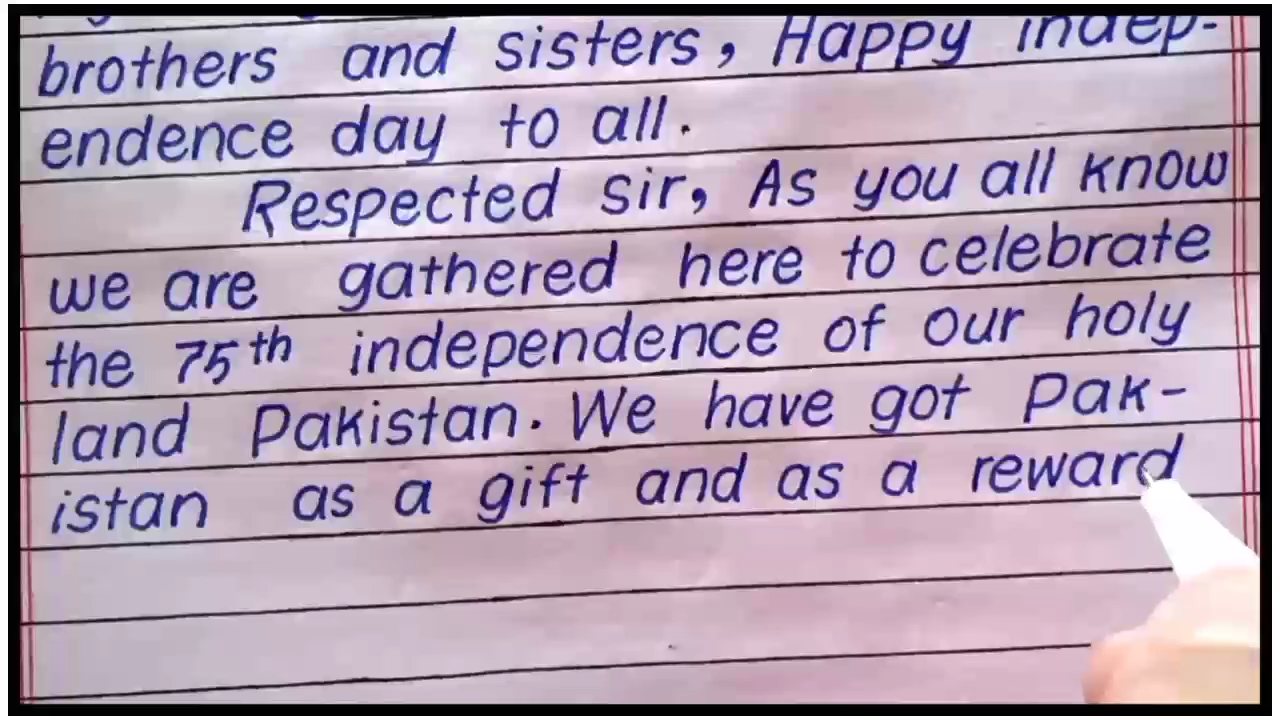 brothers and sisters, Happy indep-
endence day to all.
Respected sir, As you all know
we are gathered here to celebrate
the 75th independence of our holy
land Pakistan. We have got Pak-
istan as a gift and as a reward